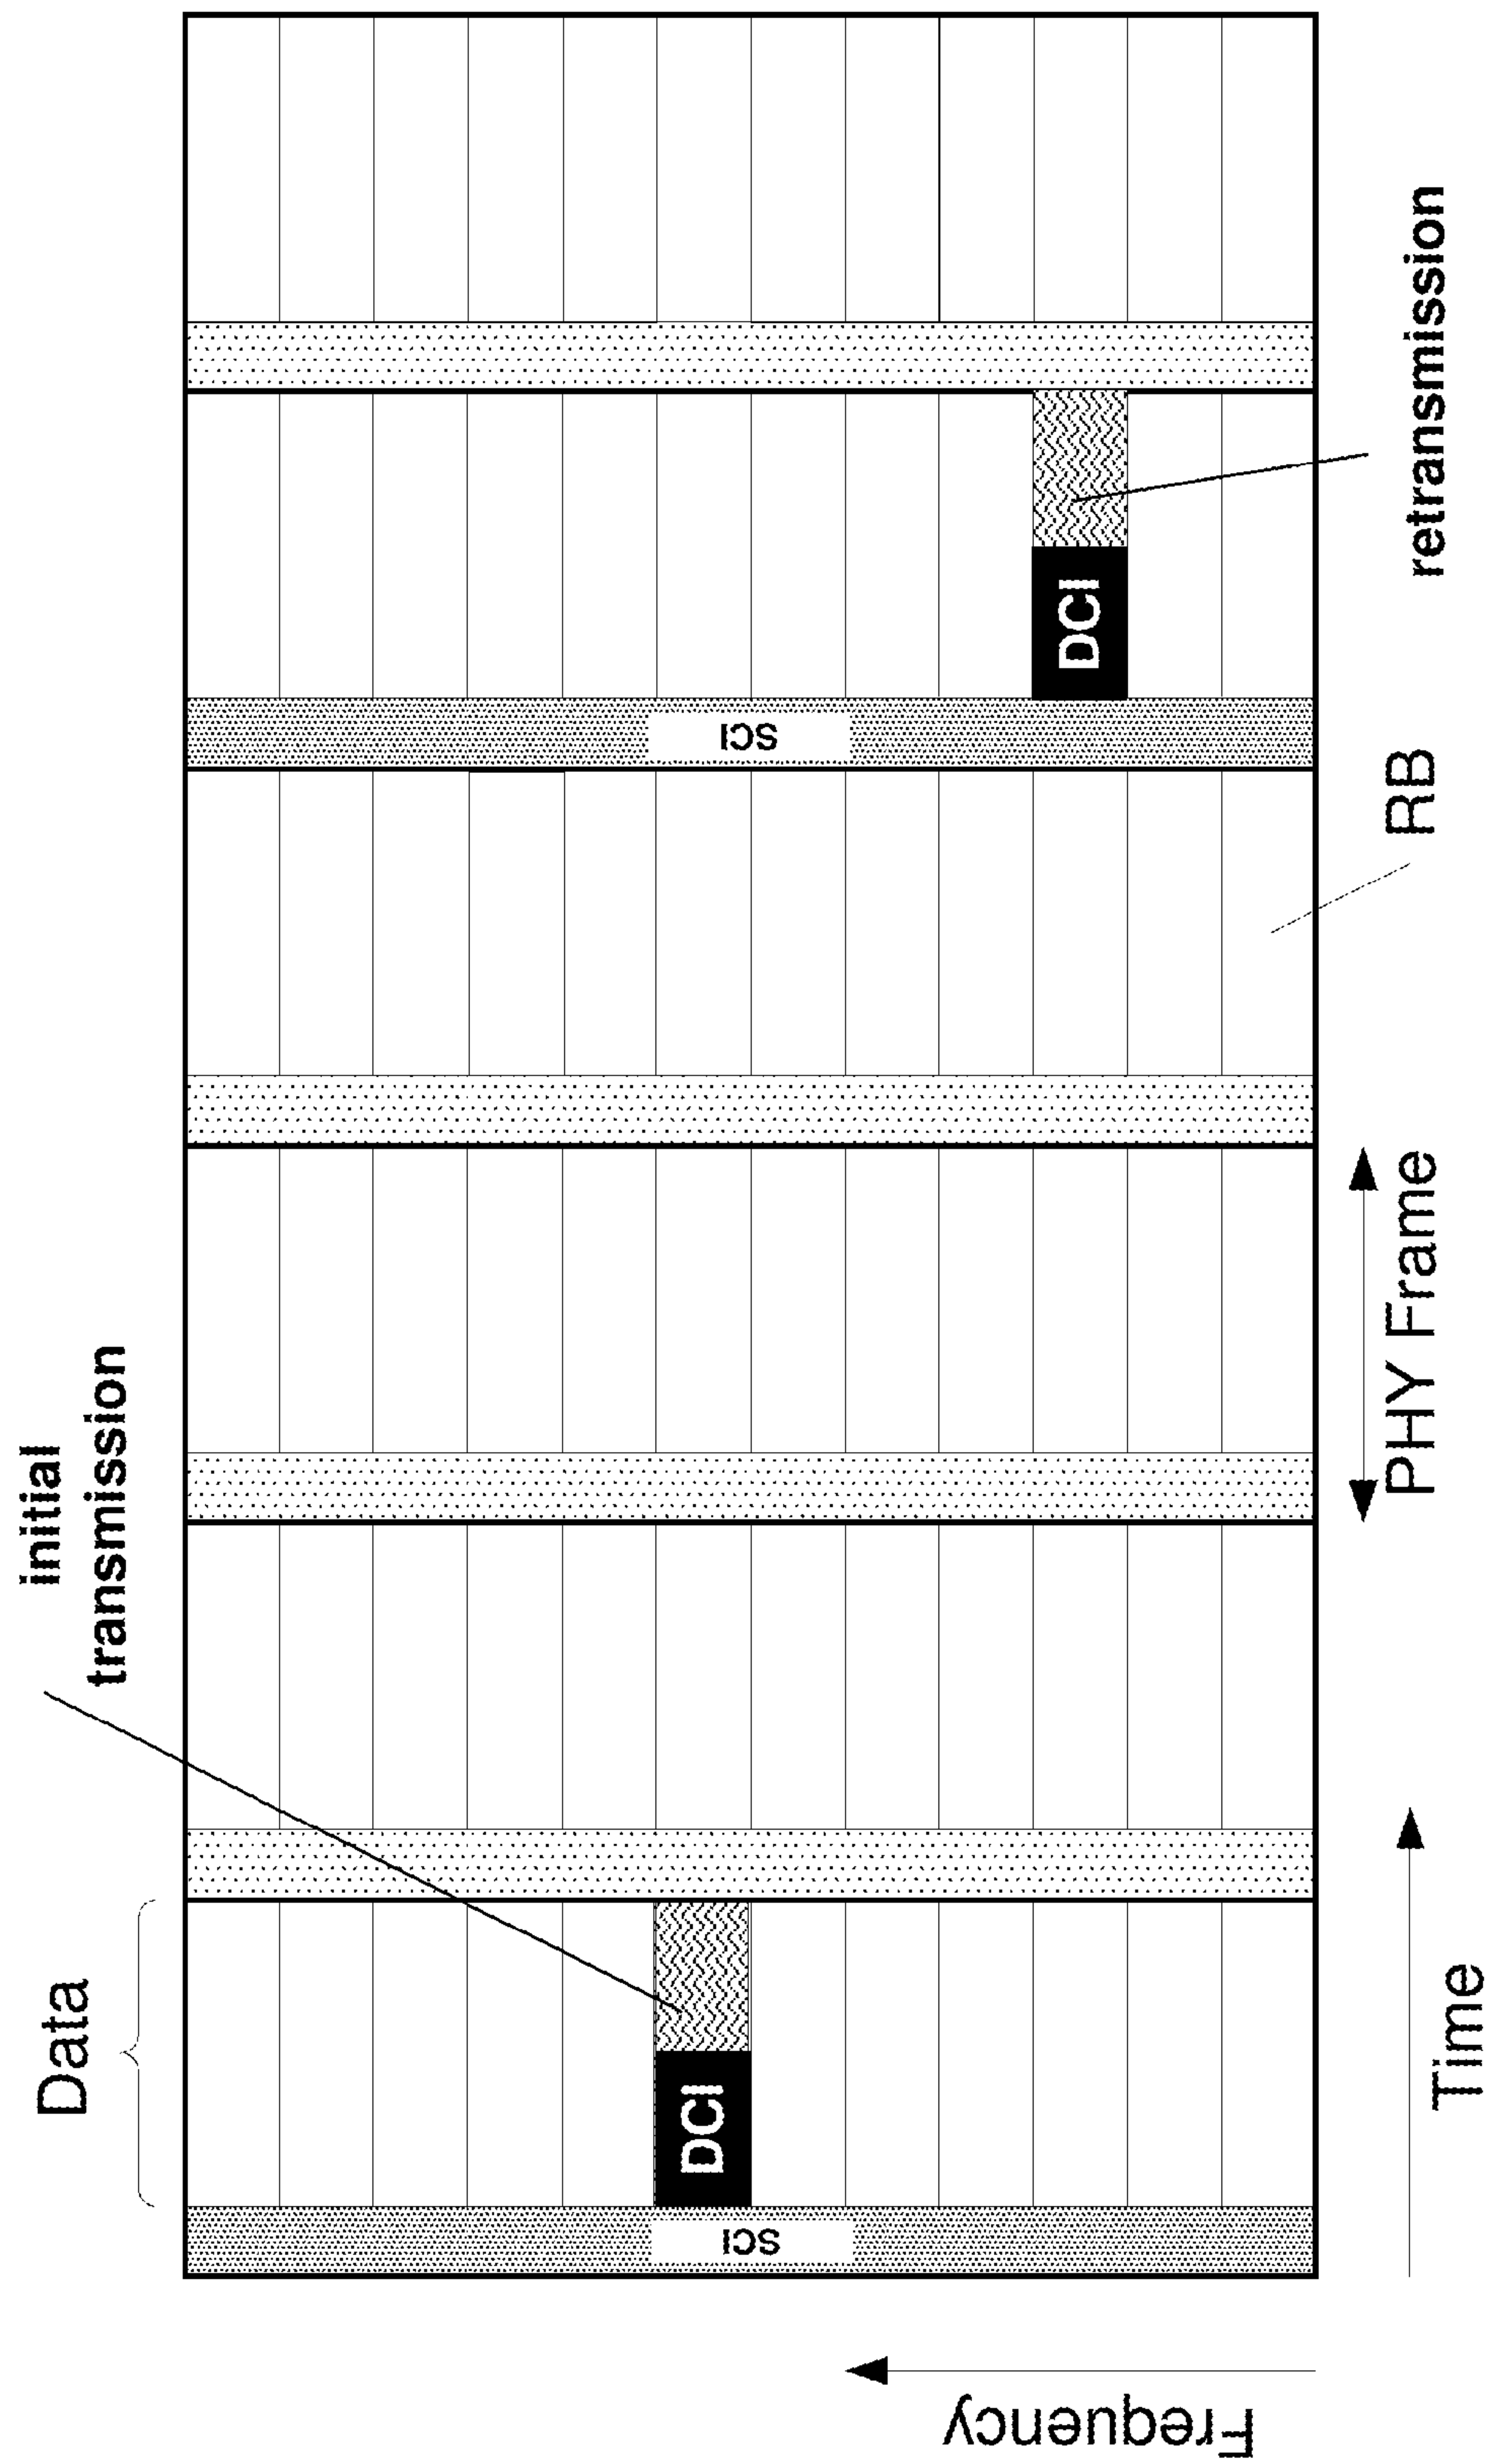 initial
transmission
Data
DCI
DCI
SCI
SCI
retransmission
RB
PHY Frame
Time
Frequency